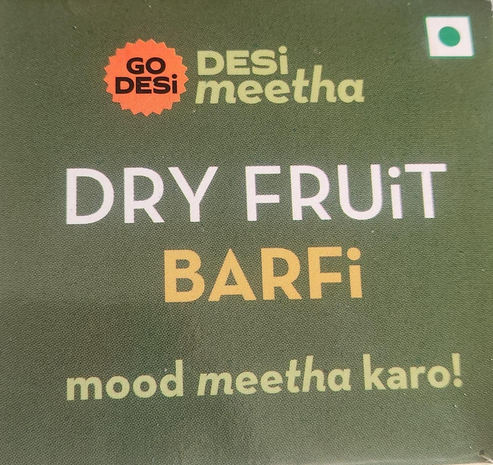 GO
DESi
DESi
meetha
DRY FRUiT
BARFi
mood meetha karo!